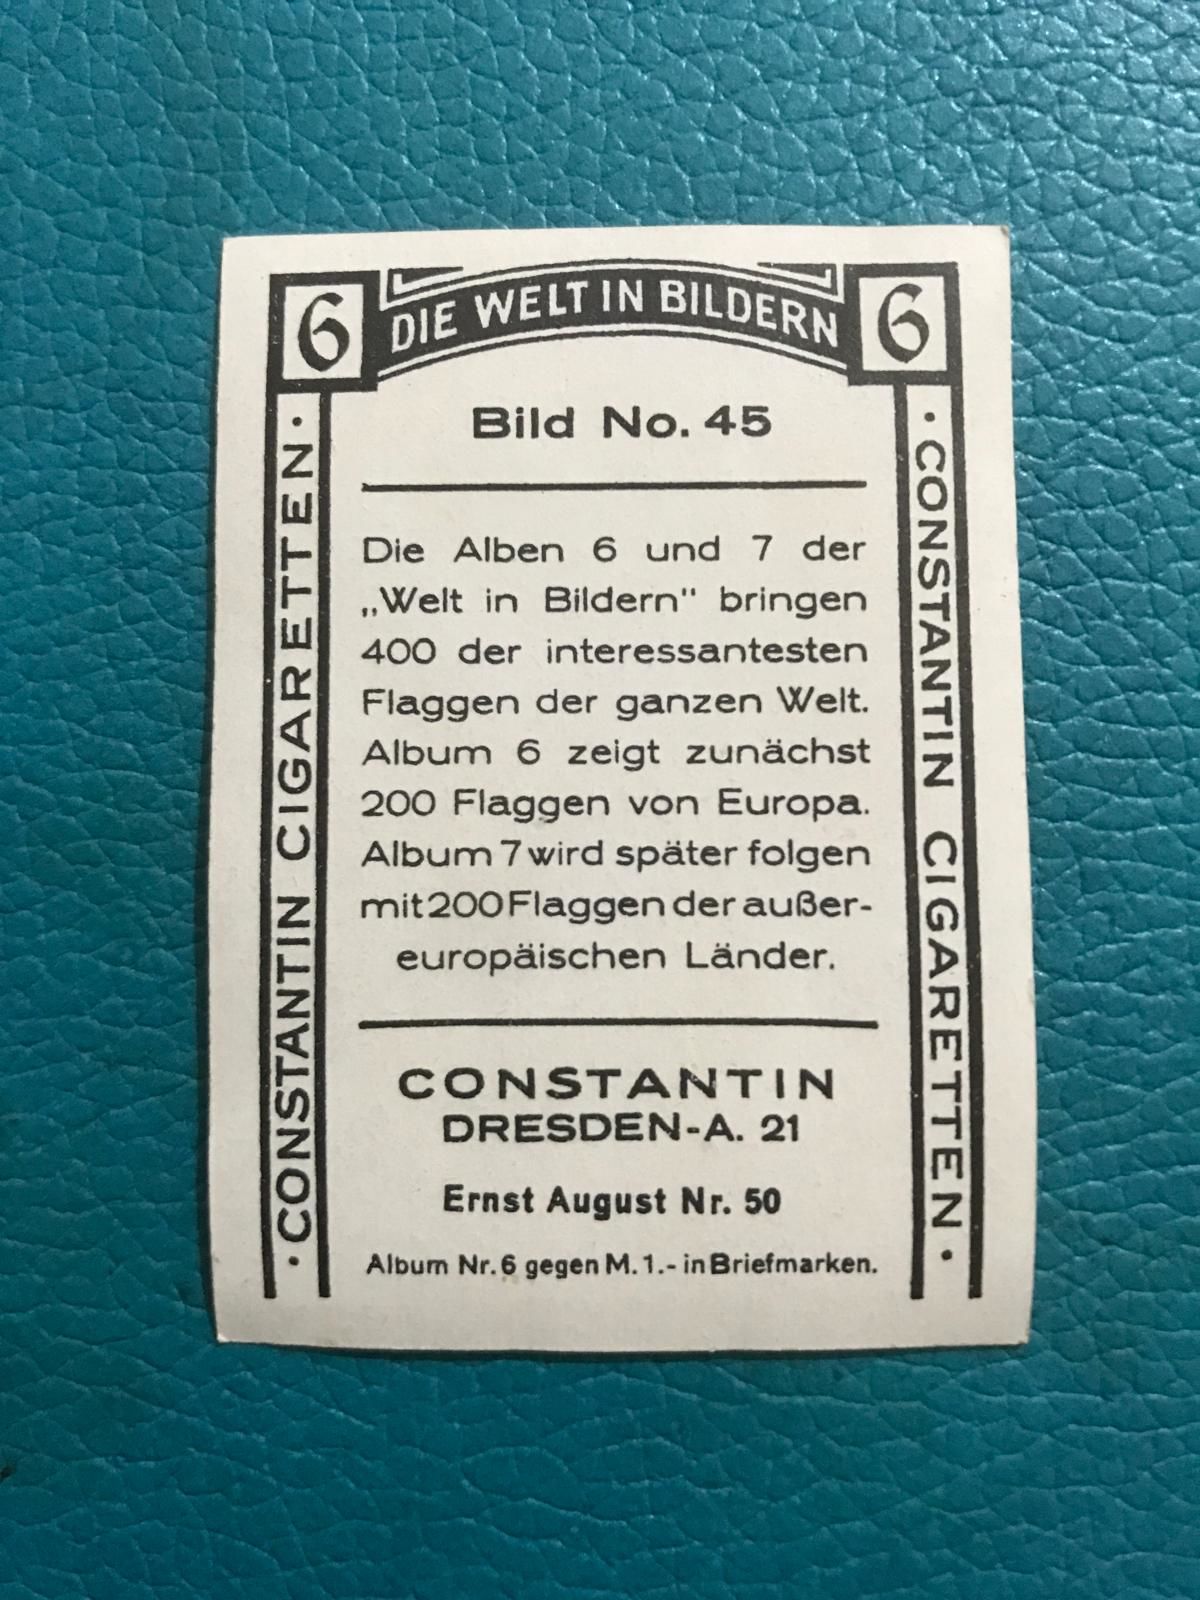 6 DIE WELT IN BILDERN 6
· CONSTANTIN CIGARETTEN ·
Bild No. 45
Die Alben 6 und 7 der
„Welt in Bildern" bringen
400 der interessantesten
Flaggen der ganzen Welt.
Album 6 zeigt zunächst
200 Flaggen von Europa.
Album 7 wird später folgen
mit 200 Flaggen der außer-
europäischen Länder.
CONSTANTIN
DRESDEN-A. 21
Ernst August Nr. 50
Album Nr. 6 gegen M. 1.- in Briefmarken.
· CONSTANTIN CIGARETTEN ·